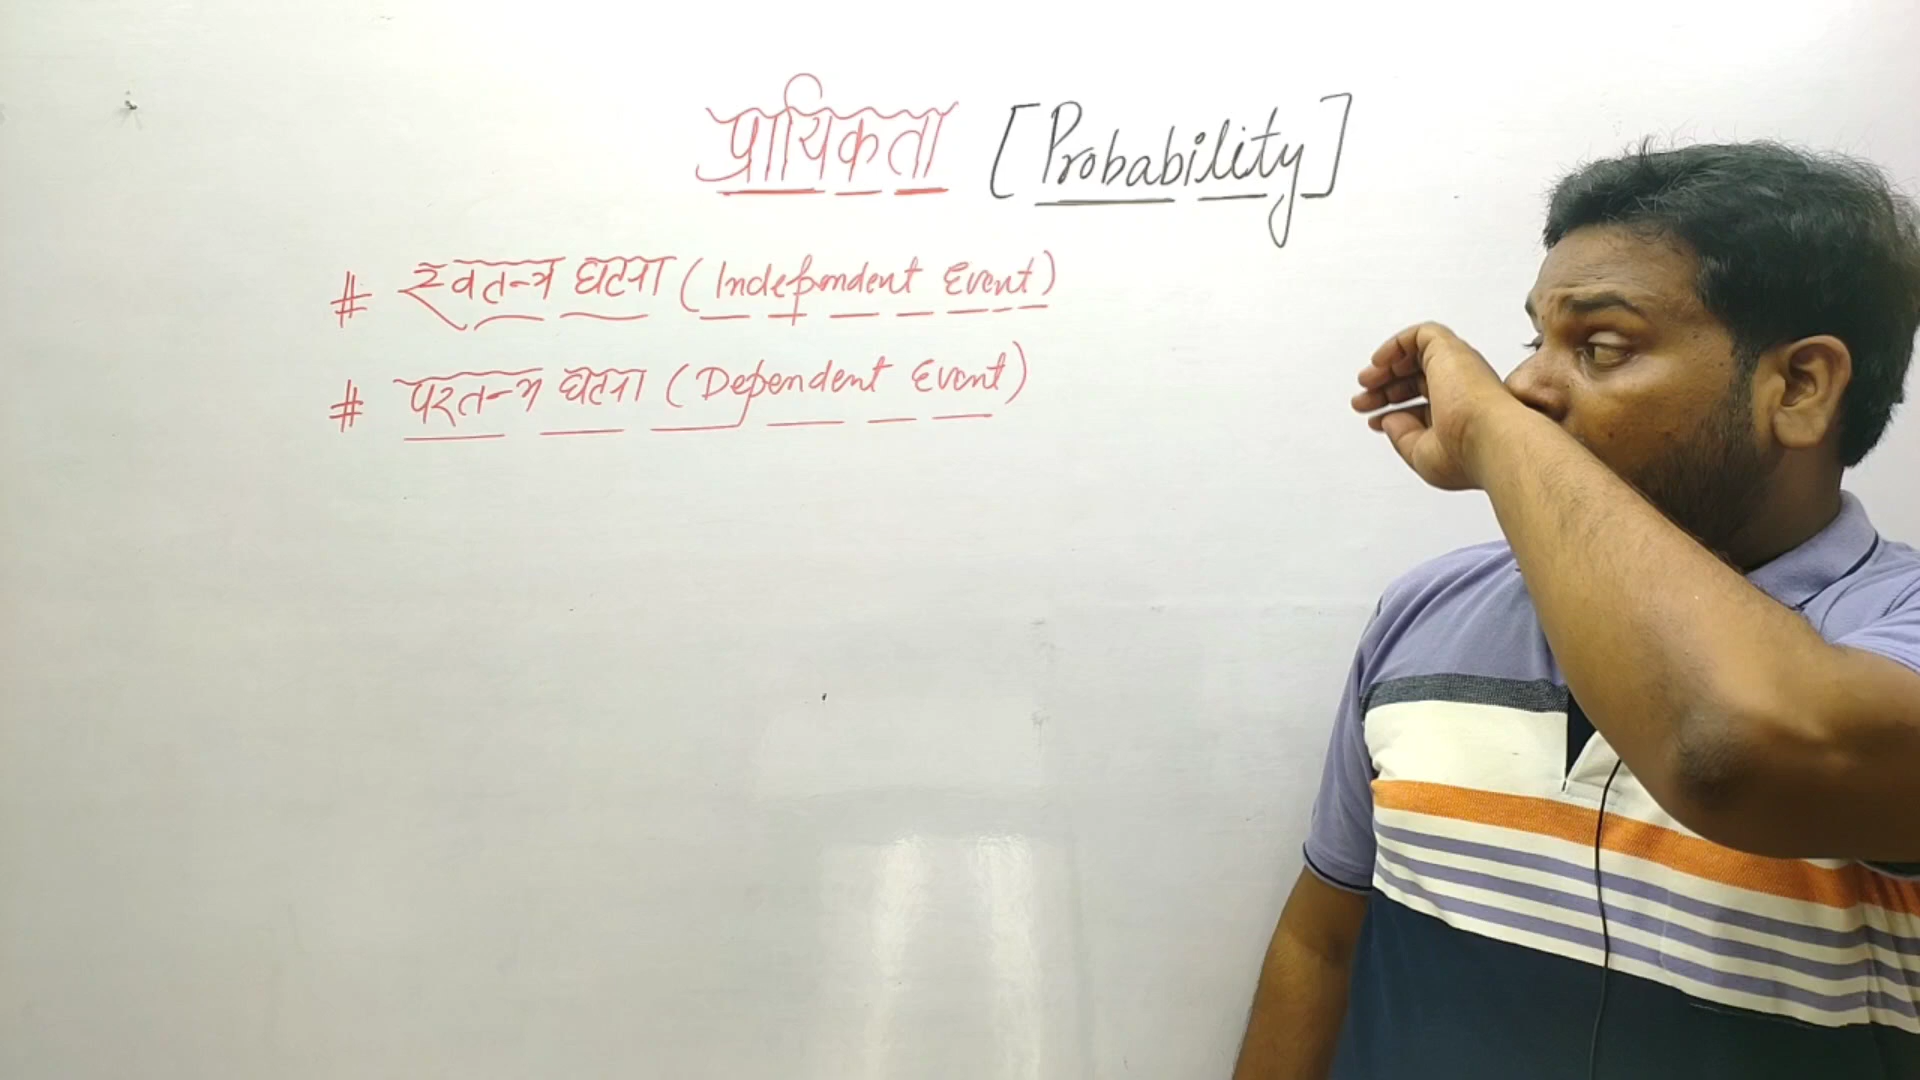 प्रायिकता [Probability]
# स्वतन्त्र घटना (Independent Event)
# परतन्त्र घटना (Dependent Event)